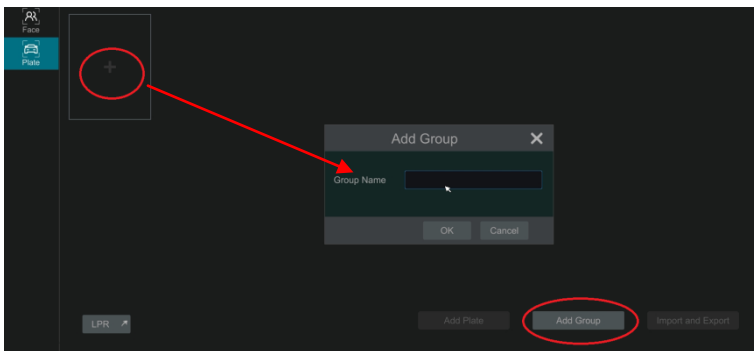 Face
Plate
+
Add Group
Group Name
OK Cancel
LPR
Add Plate Add Group Import and Export